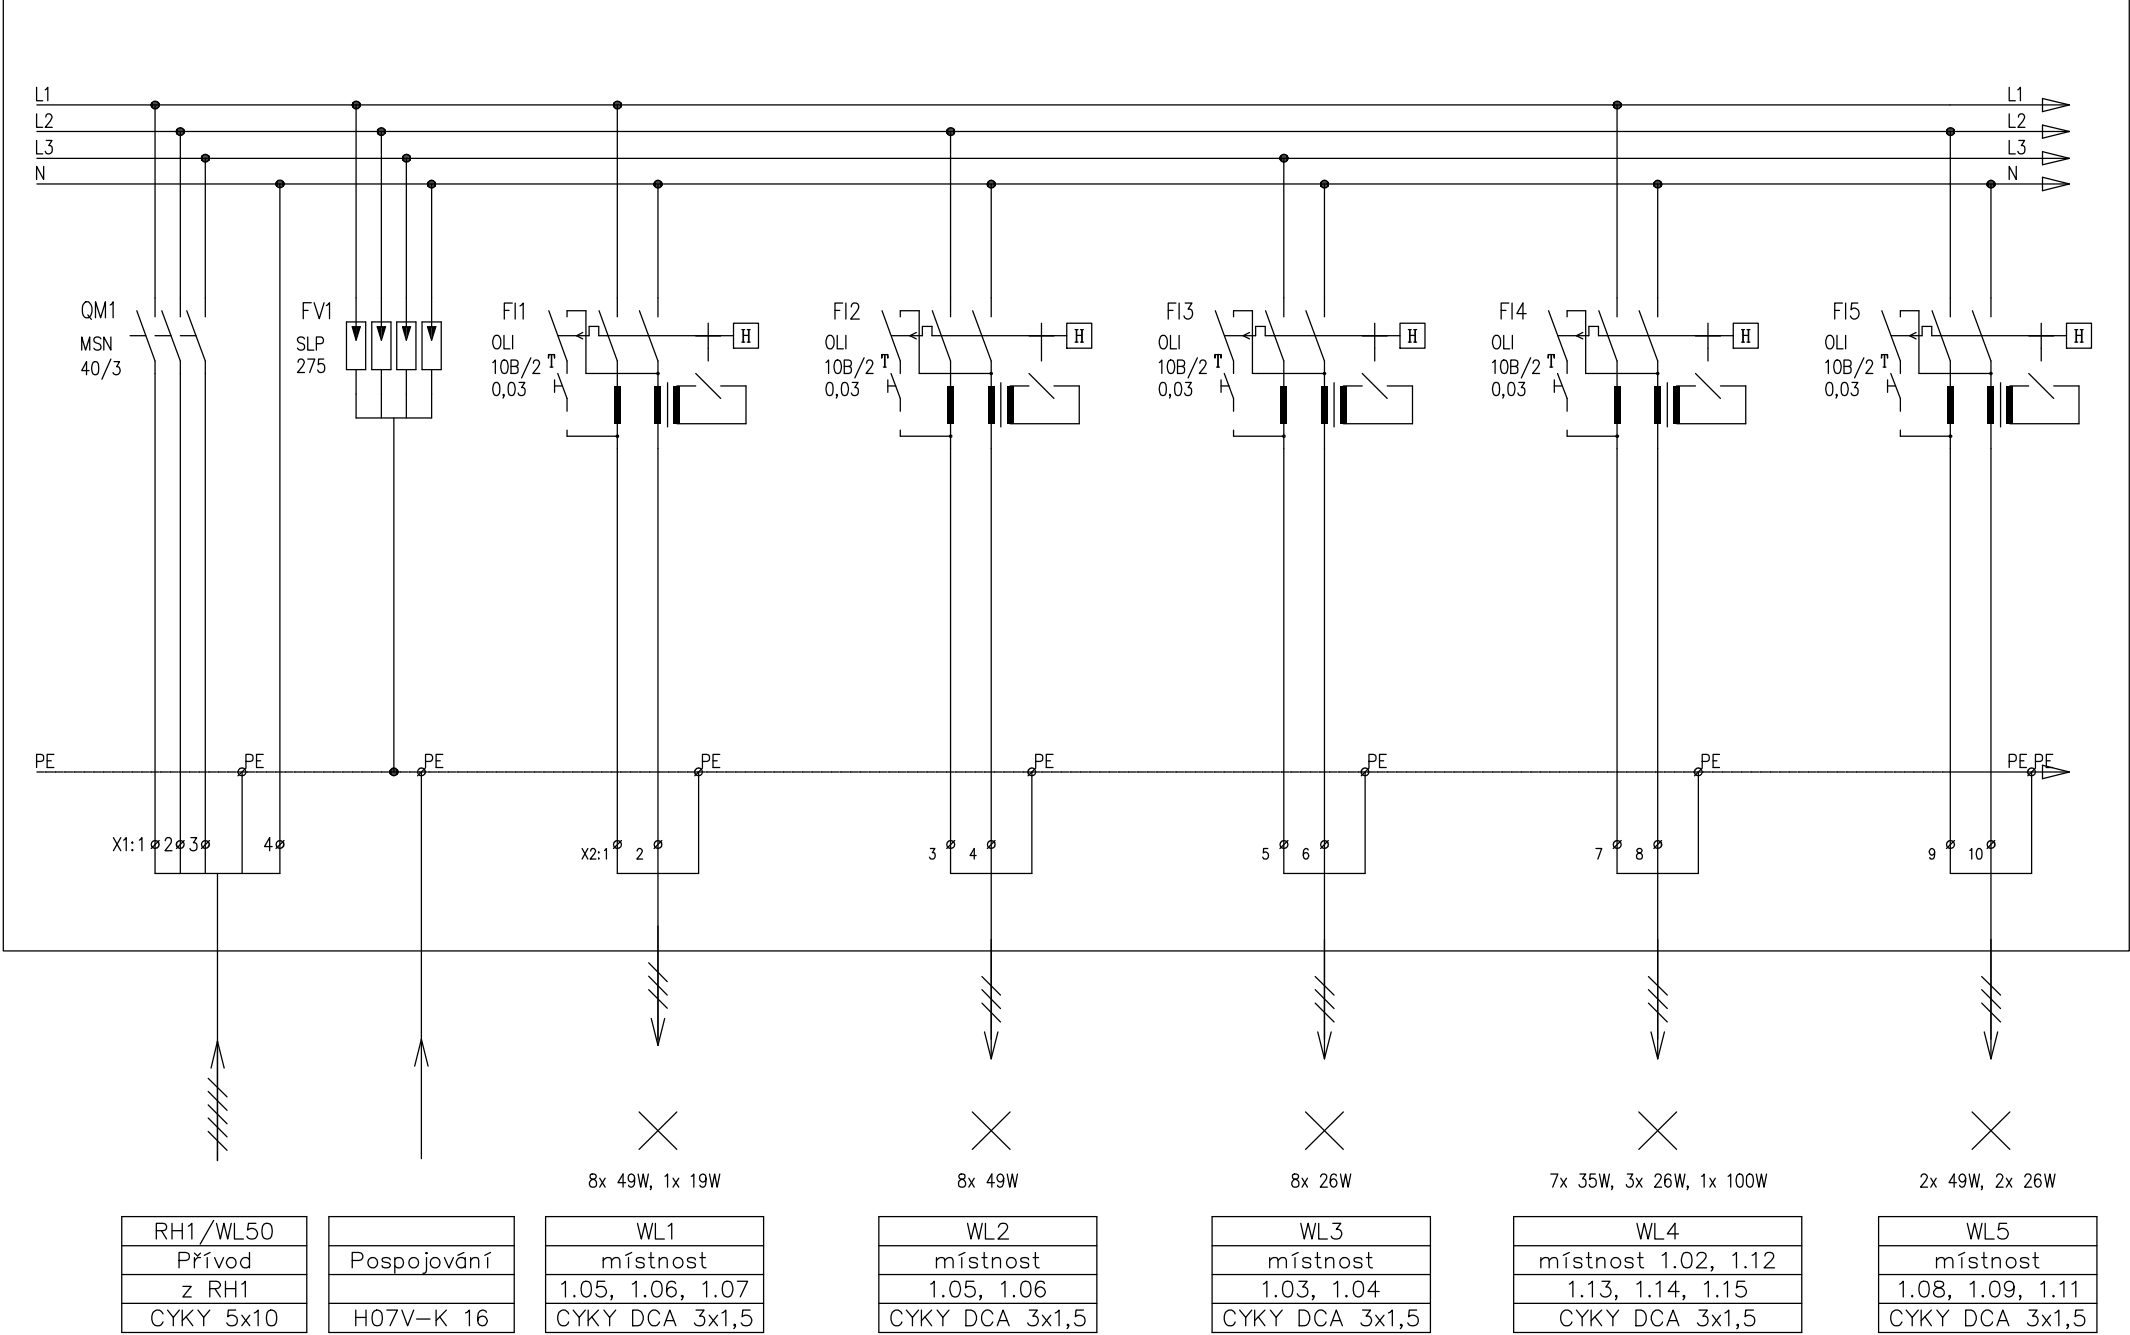 L1 L1
L2 L2
L3 L3
N N
QM1 FV1 FI1 FI2 FI3 FI4 FI5
MSN SLP OLI H OLI H OLI H OLI H OLI H
40/3 275 10B/2 T 10B/2 T 10B/2 T 10B/2 T 10B/2 T
0,03 0,03 0,03 0,03 0,03
PE PE PE PE PE PE PE PE PE
X1:1 2 3 4 X2:1 2 3 4 5 6 7 8 9 10
8x 49W, 1x 19W 8x 49W 8x 26W 7x 35W, 3x 26W, 1x 100W 2x 49W, 2x 26W
RH1/WL50 WL1 WL2 WL3 WL4 WL5
Přívod Pospojování místnost místnost místnost místnost 1.02, 1.12 místnost
z RH1 1.05, 1.06, 1.07 1.05, 1.06 1.03, 1.04 1.13, 1.14, 1.15 1.08, 1.09, 1.11
CYKY 5x10 H07V-K 16 CYKY DCA 3x1,5 CYKY DCA 3x1,5 CYKY DCA 3x1,5 CYKY DCA 3x1,5 CYKY DCA 3x1,5